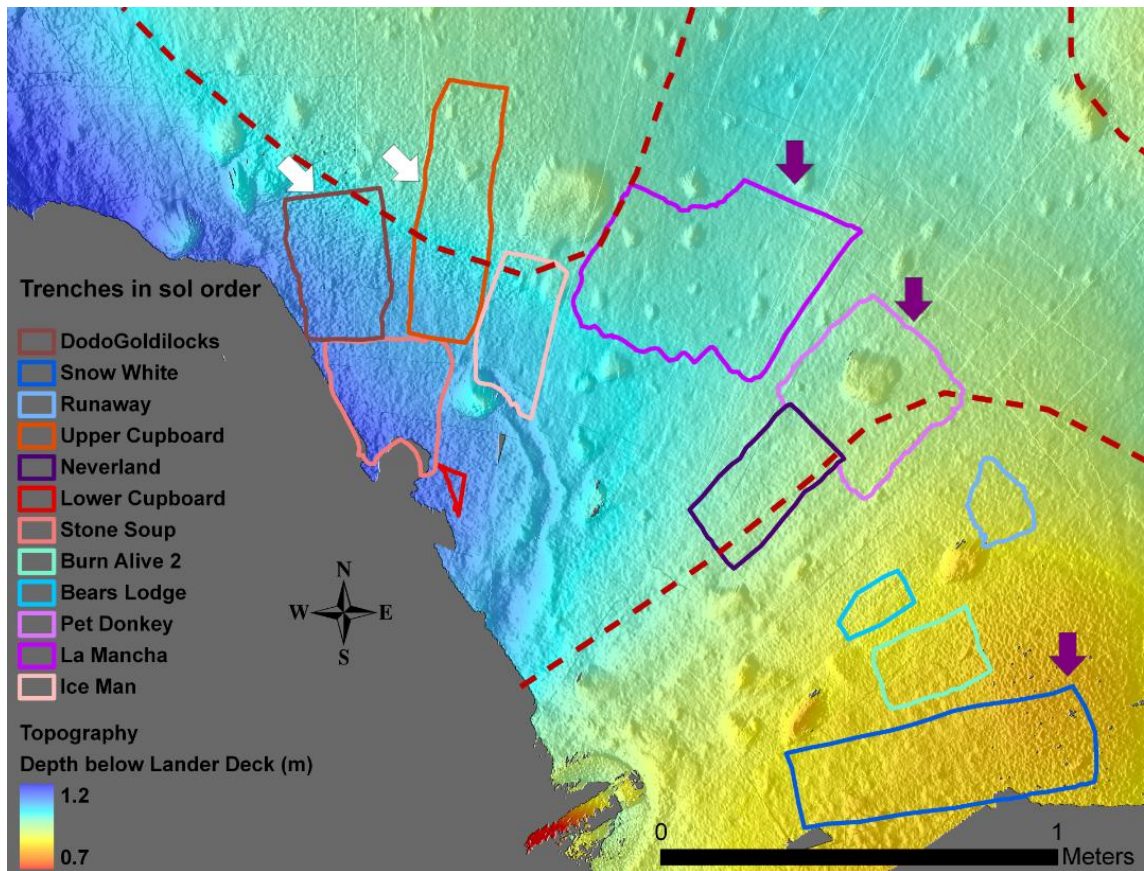 Trenches in sol order
DodoGoldilocks
Snow White
Runaway
Upper Cupboard
Neverland
Lower Cupboard
Stone Soup
Burn Alive 2
Bears Lodge
Pet Donkey
La Mancha
Ice Man
Topography
Depth below Lander Deck (m)
1.2
0.7
N
W E
S
0 1
Meters